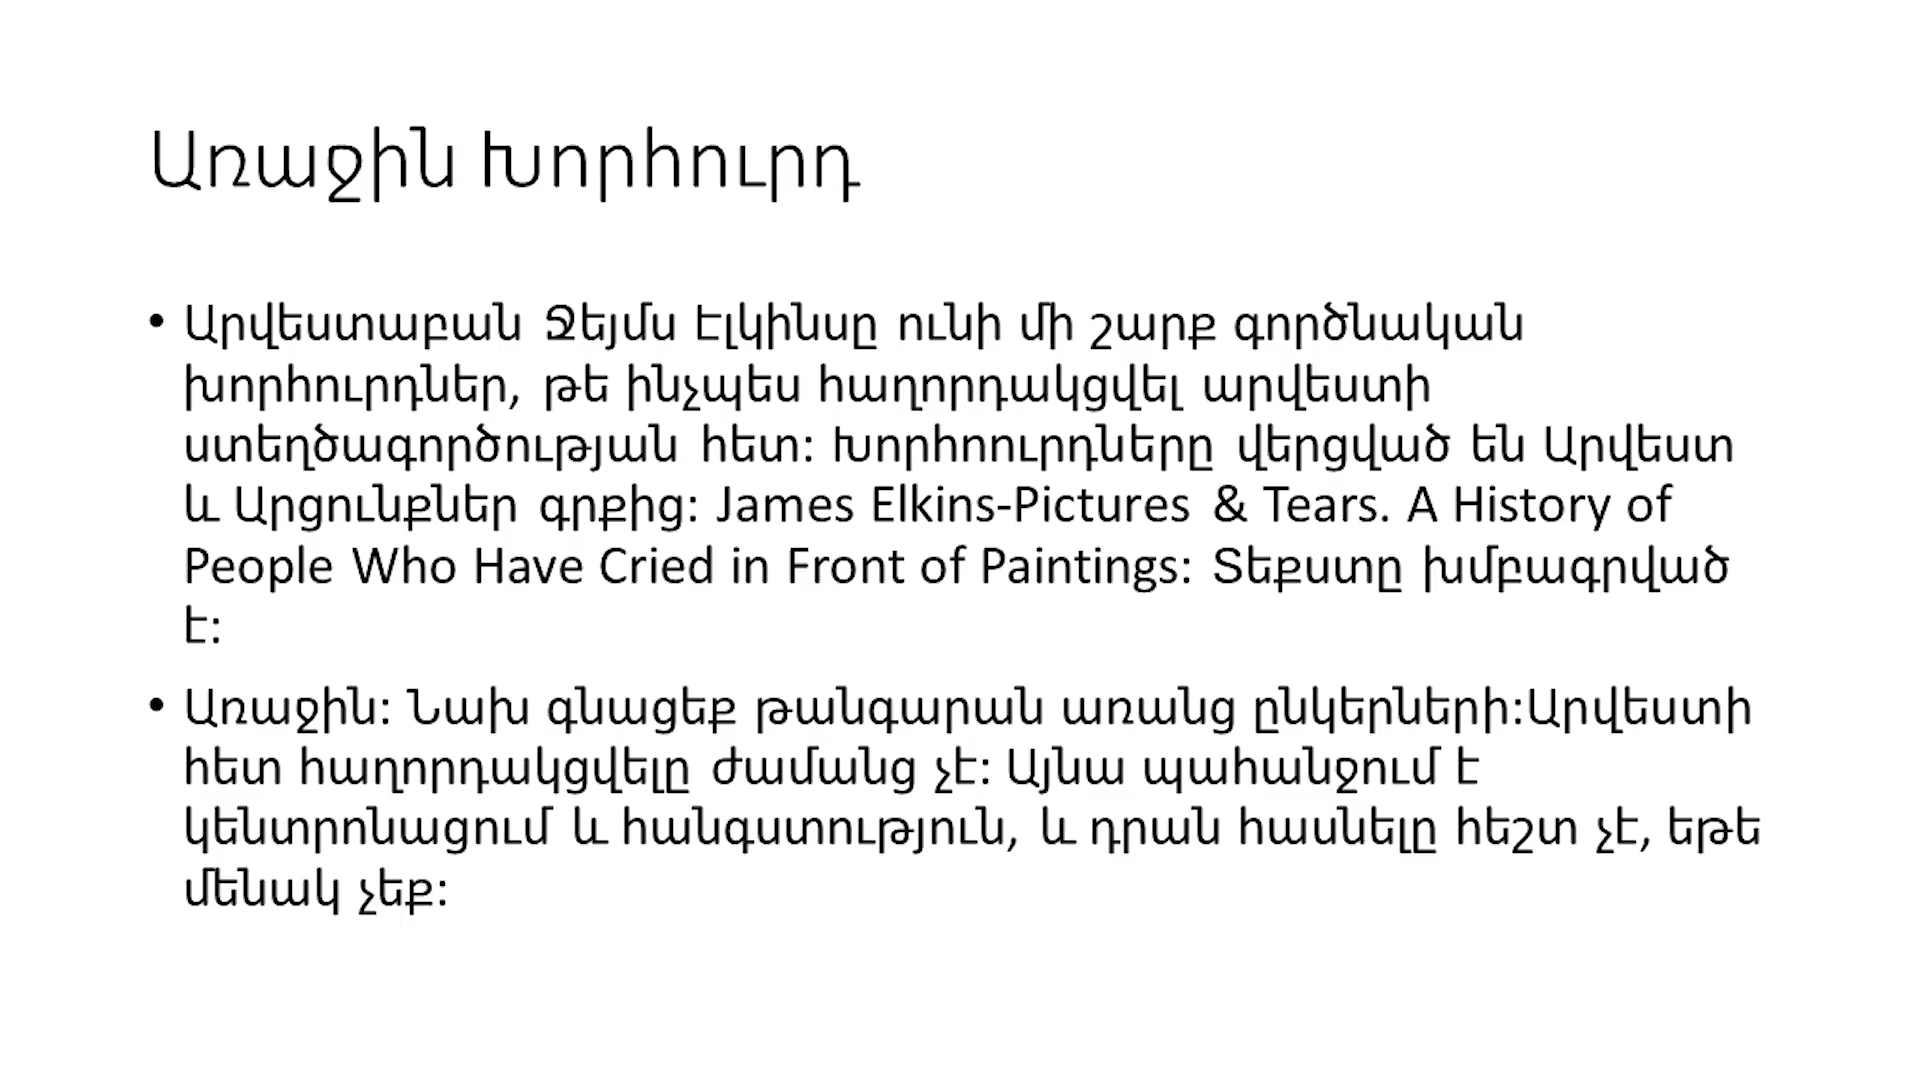 Առաջին Խորհուրդ
• Արվեստաբան Ջեյմս Էլկինսը ունի մի շարք գործնական
խորհուրդներ, թե ինչպես հաղորդակցվել արվեստի
ստեղծագործության հետ: Խորհոուրդները վերցված են Արվեստ
և Արցունքներ գրքից: James Elkins-Pictures & Tears. A History of
People Who Have Cried in Front of Paintings: Տեքստը խմբագրված
է:
• Առաջին: Նախ գնացեք թանգարան առանց ընկերների:Արվեստի
հետ հաղորդակցվելը ժամանց չէ: Այնա պահանջում է
կենտրոնացում և հանգստություն, և դրան հասնելը հեշտ չէ, եթե
մենակ չեք: